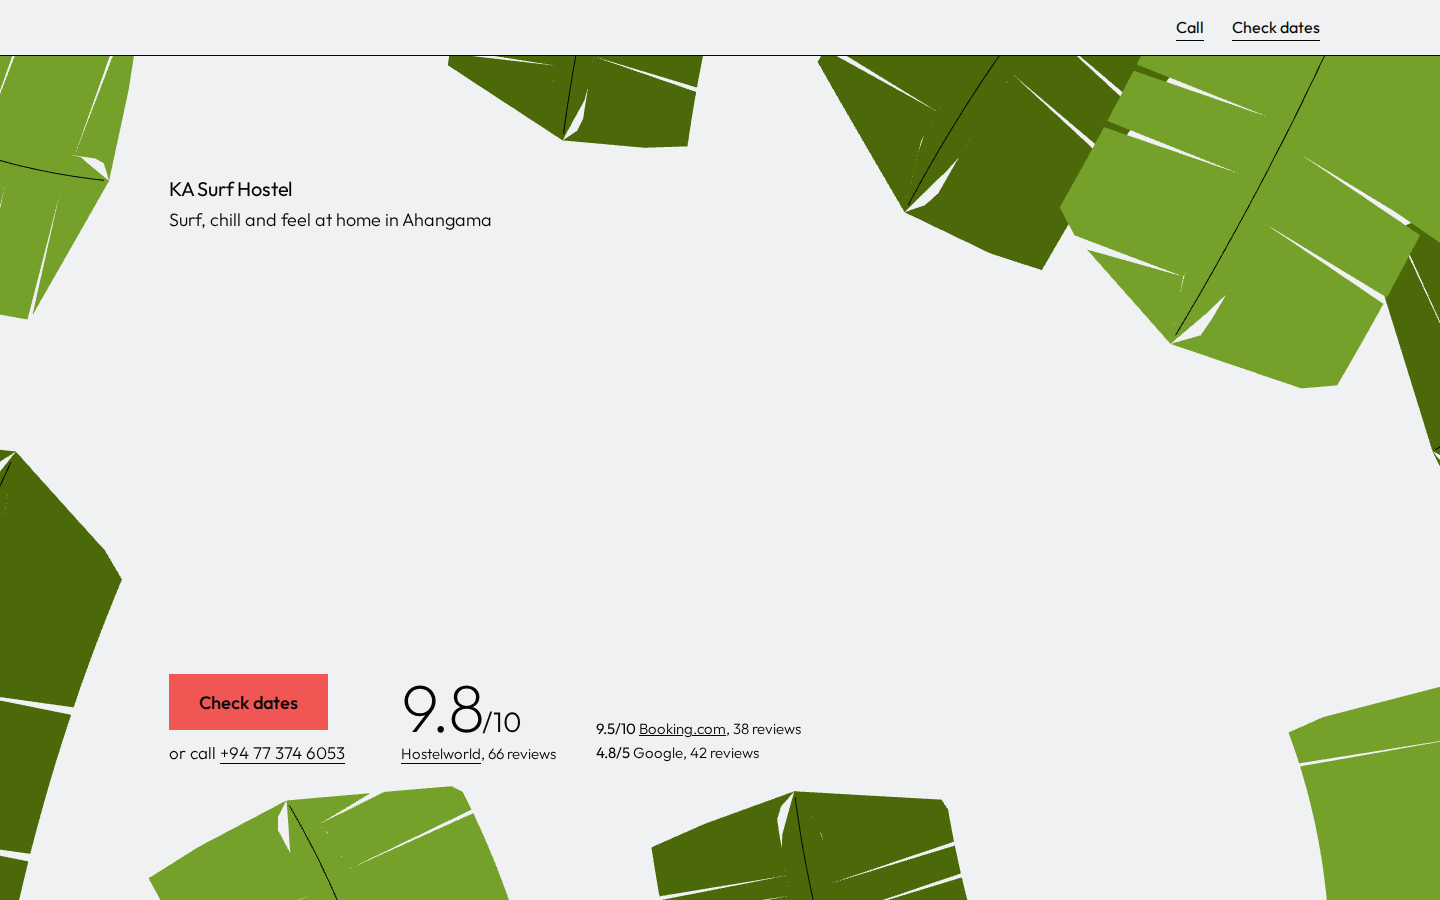 Call
Check dates
KA Surf Hostel
Surf, chill and feel at home in Ahangama
Check dates
or call +94 77 374 6053
9.8/10
Hostelworld, 66 reviews
9.5/10 Booking.com, 38 reviews
4.8/5 Google, 42 reviews